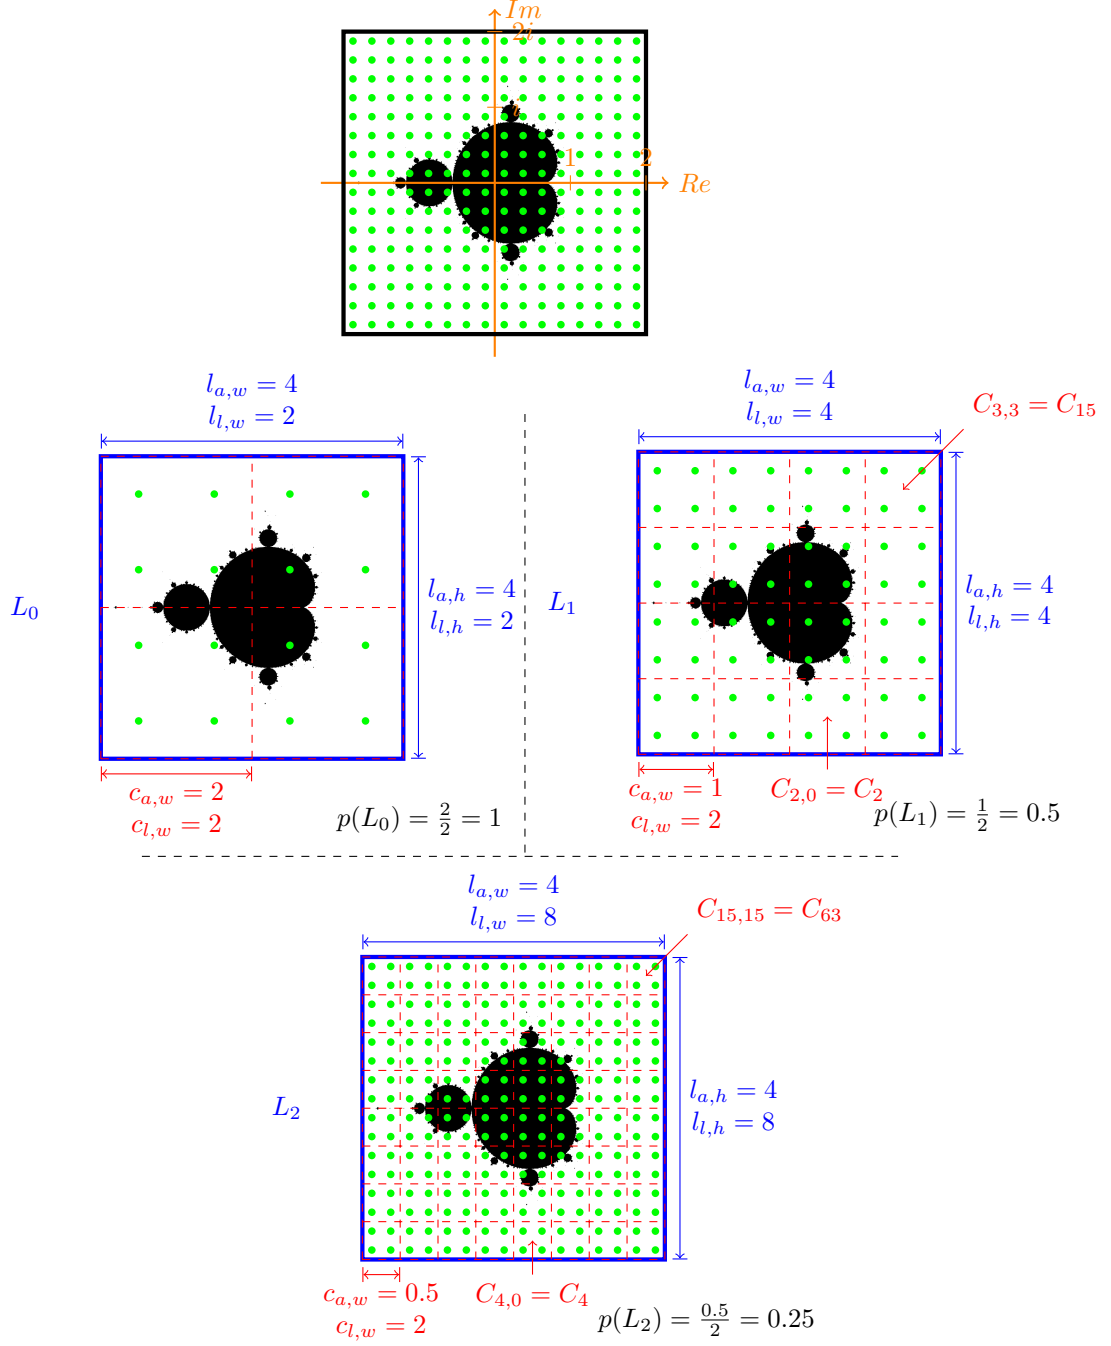 Im
2i
i
1
2
Re
l_{a,w} = 4
l_{l,w} = 2
L_0
l_{a,h} = 4
l_{l,h} = 2
c_{a,w} = 2
c_{l,w} = 2
p(L_0) = \frac{2}{2} = 1
l_{a,w} = 4
l_{l,w} = 4
C_{3,3} = C_{15}
L_1
l_{a,h} = 4
l_{l,h} = 4
c_{a,w} = 1
c_{l,w} = 2
C_{2,0} = C_2
p(L_1) = \frac{1}{2} = 0.5
l_{a,w} = 4
l_{l,w} = 8
C_{15,15} = C_{63}
L_2
l_{a,h} = 4
l_{l,h} = 8
c_{a,w} = 0.5
c_{l,w} = 2
C_{4,0} = C_4
p(L_2) = \frac{0.5}{2} = 0.25